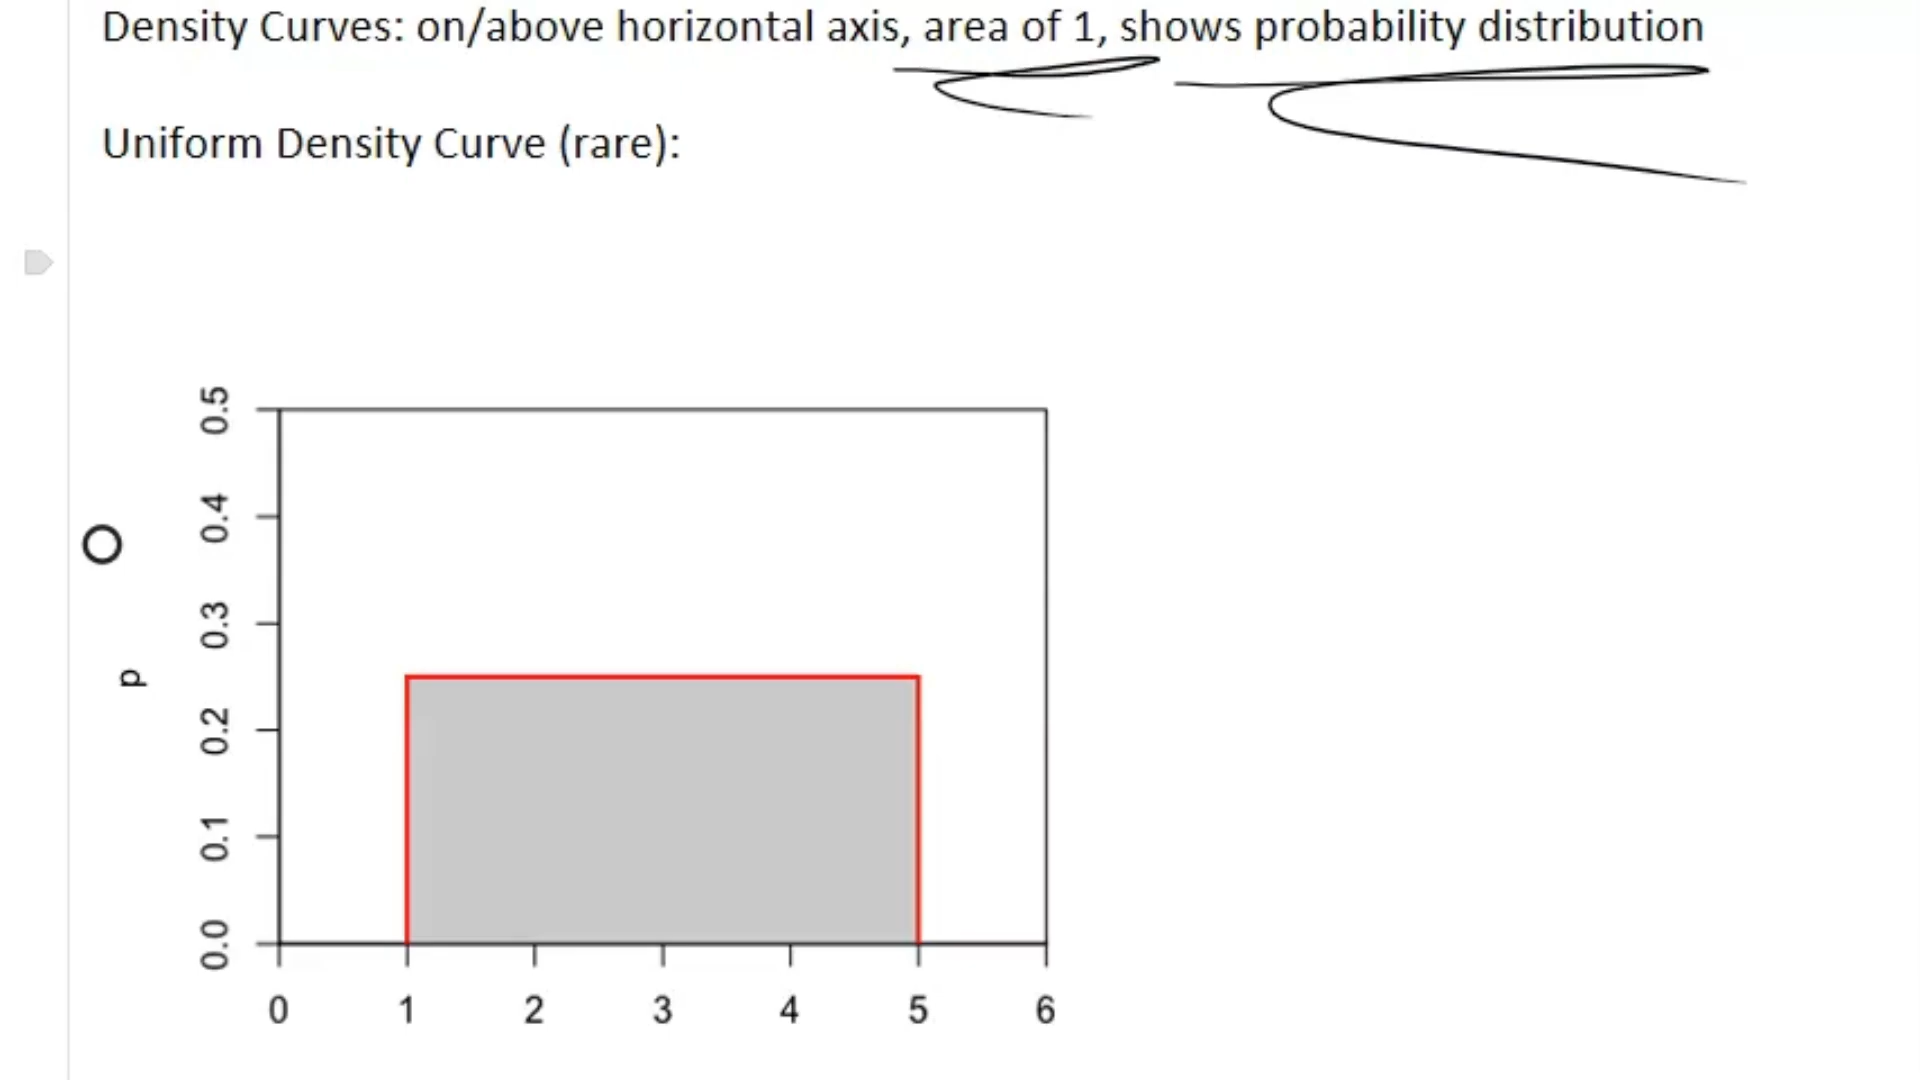 Density Curves: on/above horizontal axis, area of 1, shows probability distribution
Uniform Density Curve (rare):
0.5
0.4
0.3
p
0.2
0.1
0.0
0 1 2 3 4 5 6